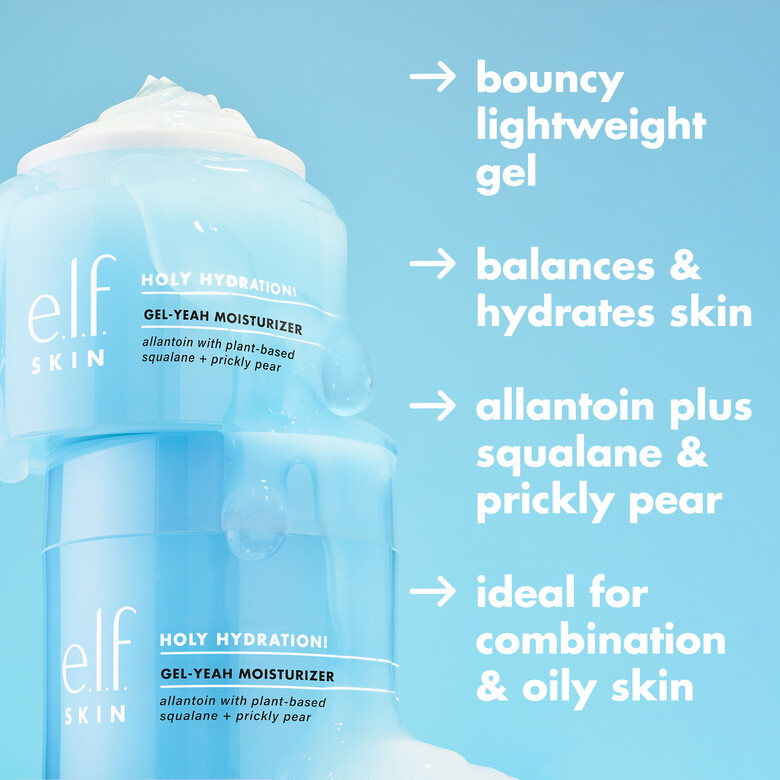 e.l.f.
SKIN
HOLY HYDRATION!
GEL-YEAH MOISTURIZER
allantoin with plant-based
squalane + prickly pear
e.l.f.
SKIN
HOLY HYDRATION!
GEL-YEAH MOISTURIZER
allantoin with plant-based
squalane + prickly pear
→ bouncy
lightweight
gel
→ balances &
hydrates skin
→ allantoin plus
squalane &
prickly pear
→ ideal for
combination
& oily skin